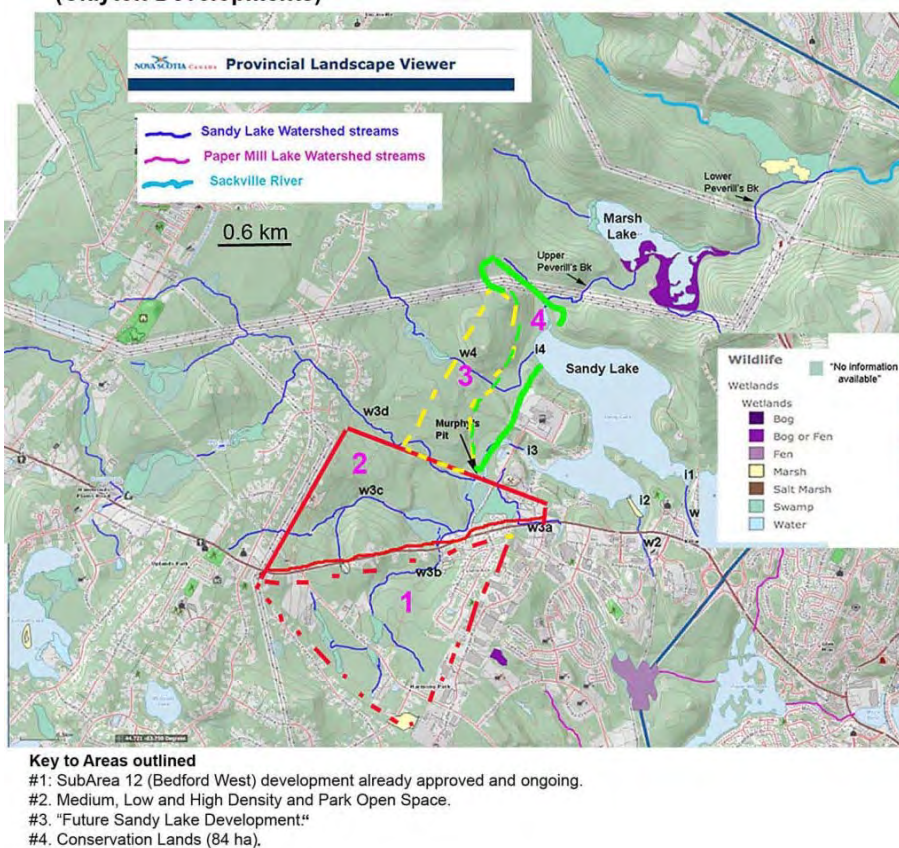 (Clayton Developments)
NOVA SCOTIA CANADA Provincial Landscape Viewer
Sandy Lake Watershed streams
Paper Mill Lake Watershed streams
Sackville River
0.6 km
Lower
Peverill's Bk
Marsh
Lake
Upper
Peverill's Bk
4
w4
i4
3
Sandy Lake
Wildlife
"No information
available"
Wetlands
Wetlands
Bog
Bog or Fen
Fen
Marsh
Salt Marsh
Swamp
Water
w3d
Murphy's
Pit
i3
2
w3c
i2
i1
w
w3a
w2
w3b
1
Uplands Park
Key to Areas outlined
#1: SubArea 12 (Bedford West) development already approved and ongoing.
#2. Medium, Low and High Density and Park Open Space.
#3. "Future Sandy Lake Development."
#4. Conservation Lands (84 ha).